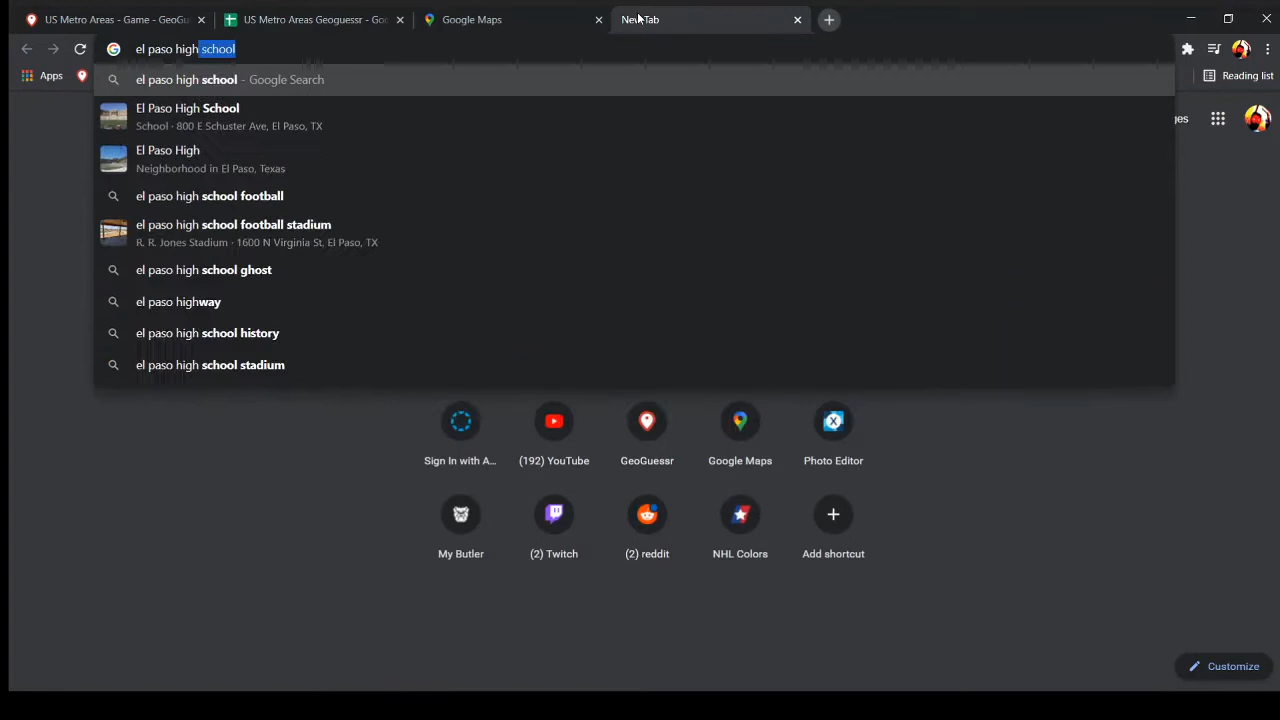 US Metro Areas - Game - GeoGu
US Metro Areas Geoguessr - Goo
Google Maps
New Tab
el paso high school
Apps
Reading list
el paso high school - Google Search
El Paso High School
School · 800 E Schuster Ave, El Paso, TX
El Paso High
Neighborhood in El Paso, Texas
ges
el paso high school football
el paso high school football stadium
R. R. Jones Stadium · 1600 N Virginia St, El Paso, TX
el paso high school ghost
el paso highway
el paso high school history
el paso high school stadium
Sign In with A...
(192) YouTube
GeoGuessr
Google Maps
Photo Editor
My Butler
(2) Twitch
(2) reddit
NHL Colors
Add shortcut
Customize